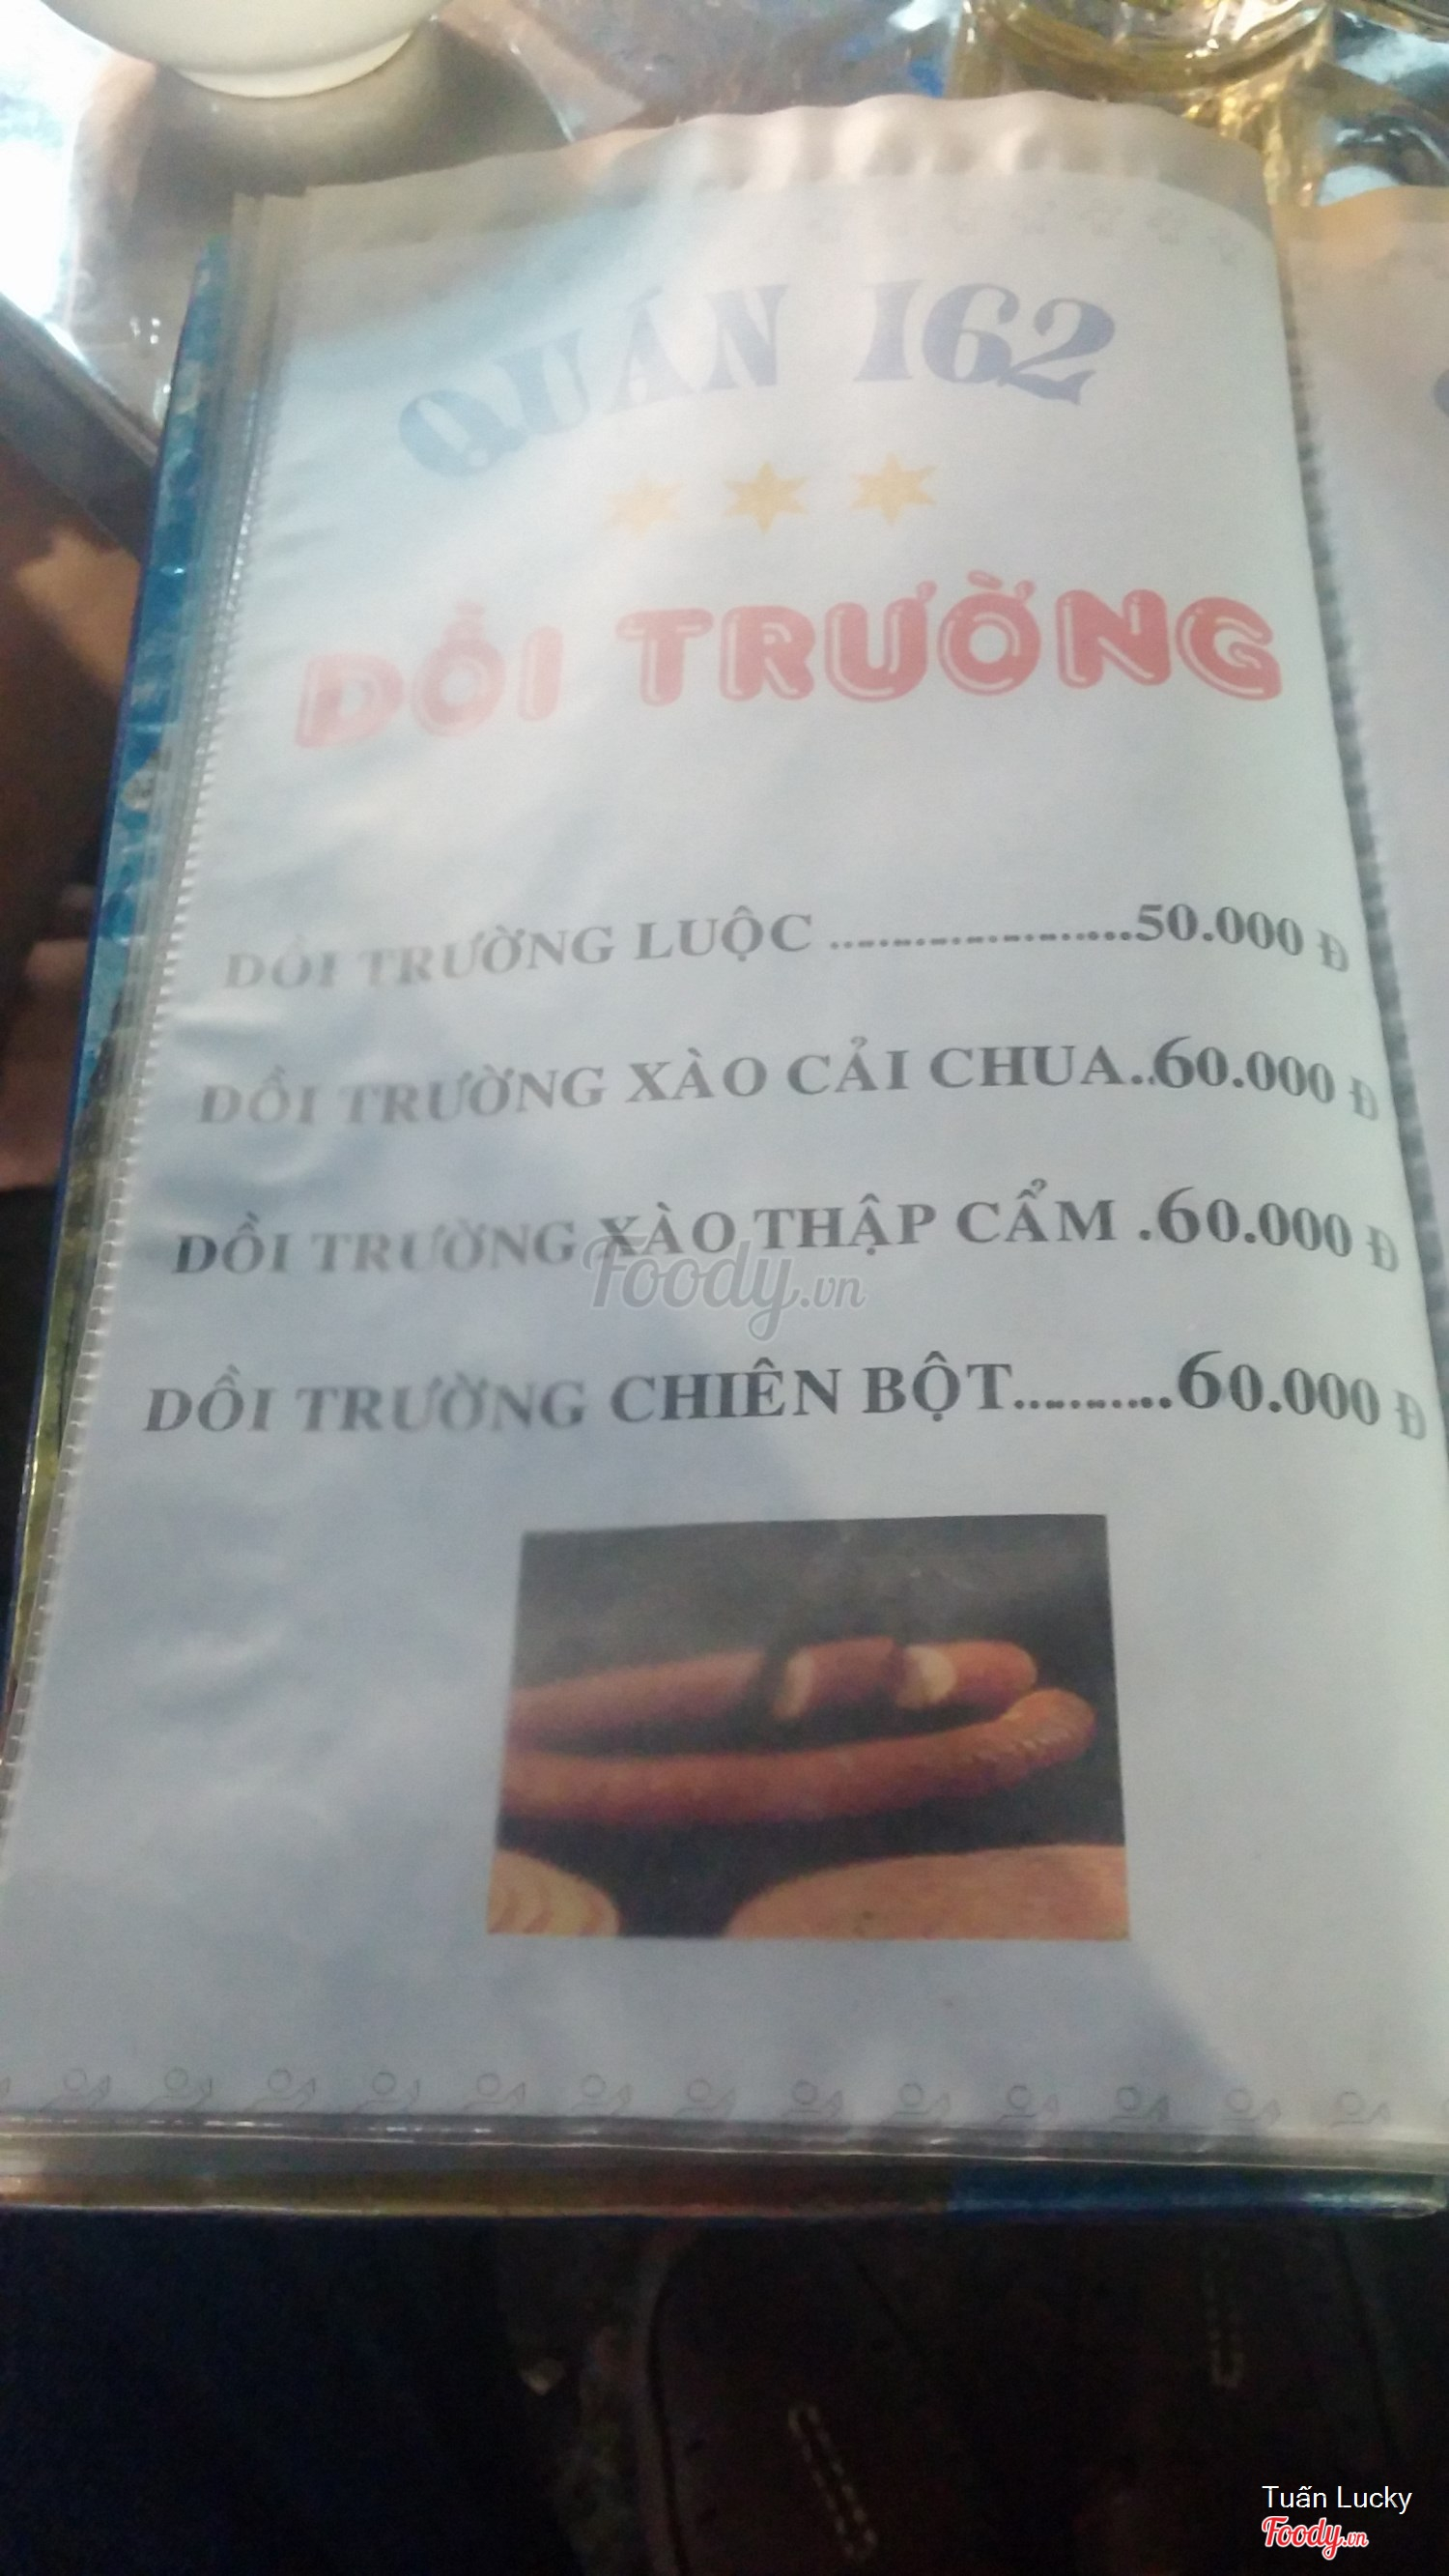 QUÁN 162
DỒI TRƯỜNG
DỒI TRƯỜNG LUỘC ......................50.000 Đ
DỒI TRƯỜNG XÀO CẢI CHUA..60.000 Đ
DỒI TRƯỜNG XÀO THẬP CẨM .60.000 Đ
Foody.vn
DỒI TRƯỜNG CHIÊN BỘT..........60.000 Đ
Tuấn Lucky
Foody.vn